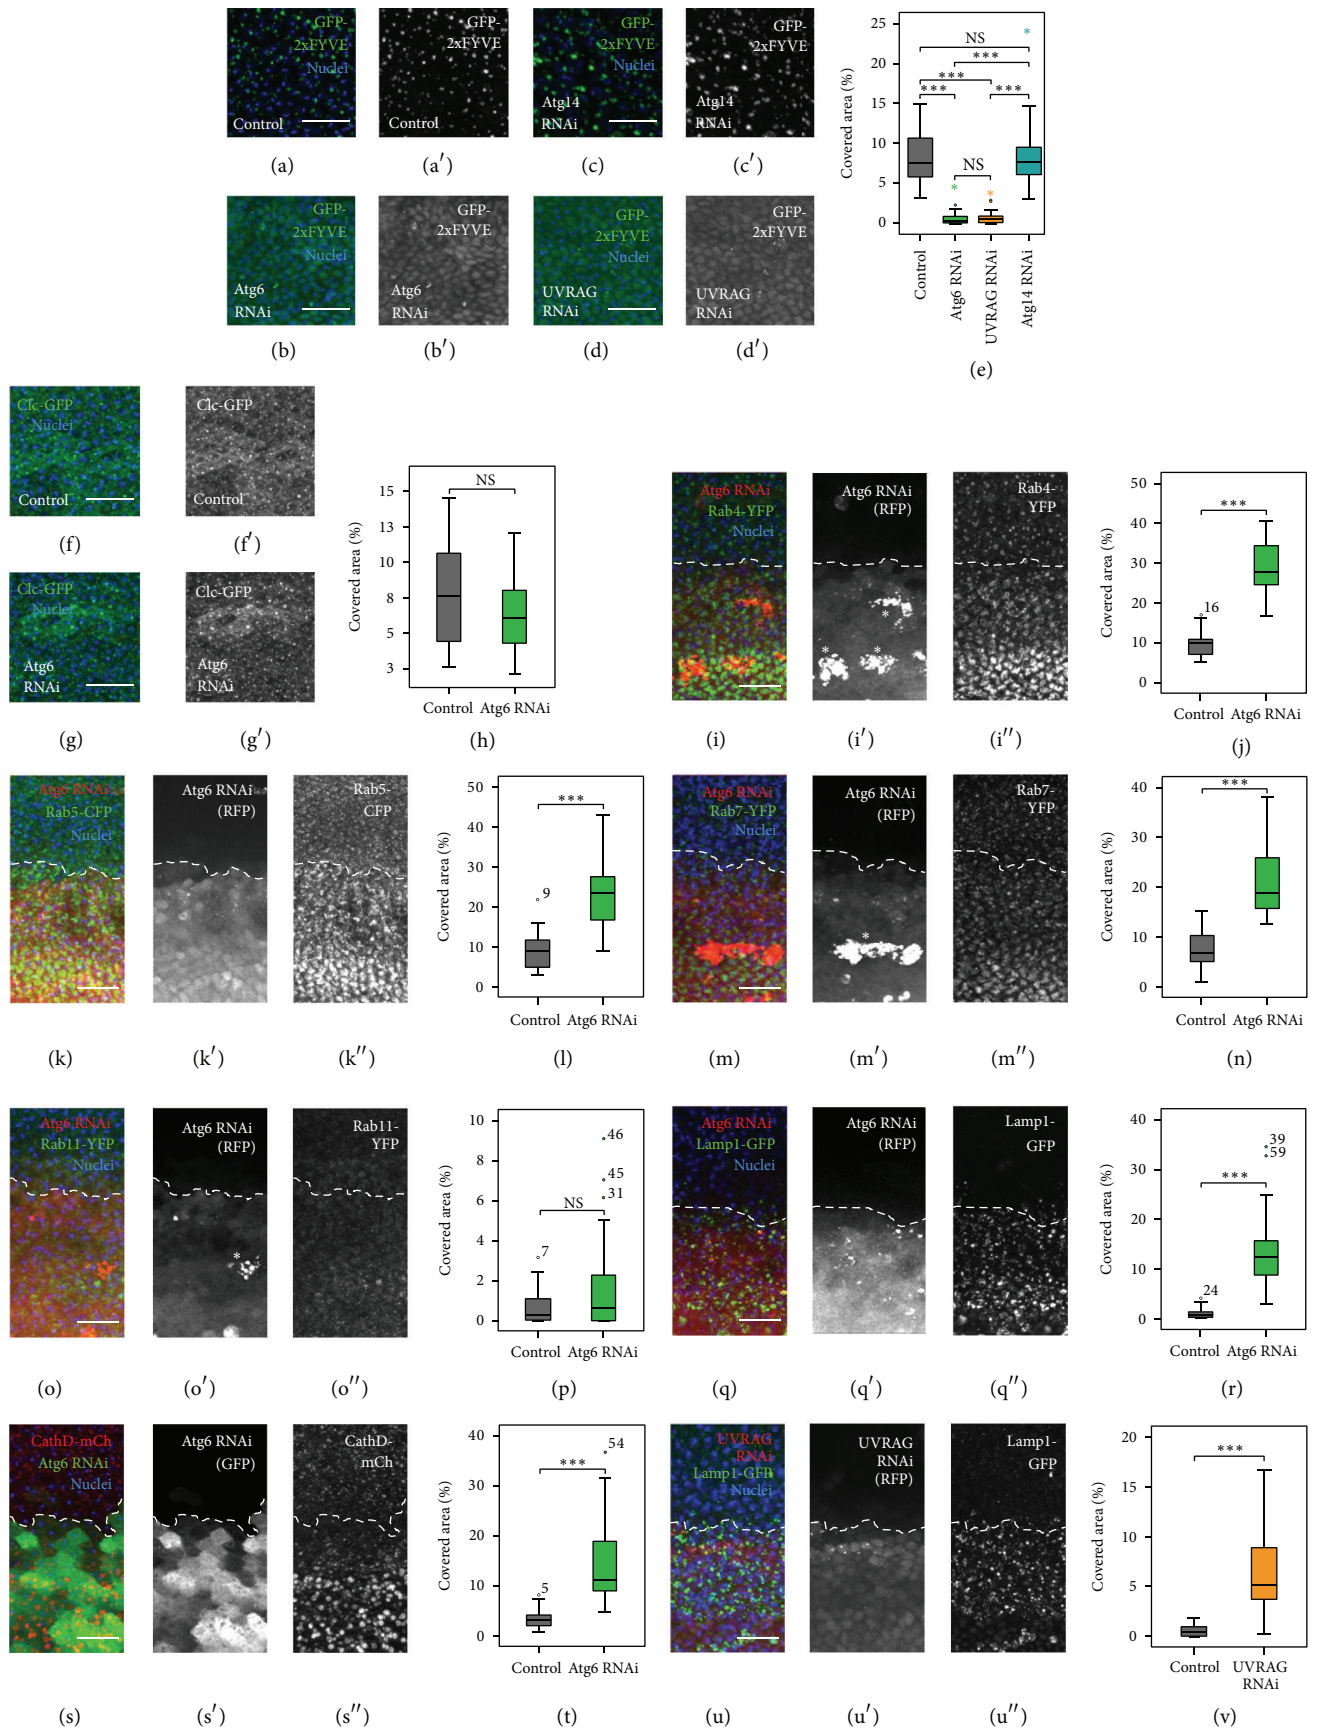 GFP-
2xFYVE
Nuclei
Control
(a)
GFP-
2xFYVE
Control
(a′)
GFP-
2xFYVE
Nuclei
Atg14
RNAi
(c)
GFP-
2xFYVE
Atg14
RNAi
(c′)
GFP-
2xFYVE
Nuclei
Atg6
RNAi
(b)
GFP-
2xFYVE
Atg6
RNAi
(b′)
GFP-
2xFYVE
Nuclei
UVRAG
RNAi
(d)
GFP-
2xFYVE
UVRAG
RNAi
(d′)
Covered area (%)
25
20
15
10
5
0
NS
*
***
***
***
***
NS
*
*
Control
Atg6 RNAi
UVRAG RNAi
Atg14 RNAi
(e)
Clc-GFP
Nuclei
Control
(f)
Clc-GFP
Control
(f′)
Clc-GFP
Nuclei
Atg6
RNAi
(g)
Clc-GFP
Atg6
RNAi
(g′)
Covered area (%)
15
13
10
8
5
3
NS
Control Atg6 RNAi
(h)
Atg6 RNAi
Rab4-YFP
Nuclei
(i)
Atg6 RNAi
(RFP)
*
*
*
(i′)
Rab4-
YFP
(i″)
Covered area (%)
50
40
30
20
10
0
***
16
Control Atg6 RNAi
(j)
Atg6 RNAi
Rab5-CFP
Nuclei
(k)
Atg6 RNAi
(RFP)
(k′)
Rab5-
CFP
(k″)
Covered area (%)
50
40
30
20
10
0
***
9
Control Atg6 RNAi
(l)
Atg6 RNAi
Rab7-YFP
Nuclei
(m)
Atg6 RNAi
(RFP)
*
(m′)
Rab7-
YFP
(m″)
Covered area (%)
40
30
20
10
0
***
Control Atg6 RNAi
(n)
Atg6 RNAi
Rab11-YFP
Nuclei
(o)
Atg6 RNAi
(RFP)
*
(o′)
Rab11-
YFP
(o″)
Covered area (%)
10
8
6
4
2
0
46
45
31
NS
7
Control Atg6 RNAi
(p)
Atg6 RNAi
Lamp1-GFP
Nuclei
(q)
Atg6 RNAi
(RFP)
(q′)
Lamp1-
GFP
(q″)
Covered area (%)
40
30
20
10
0
39
59
***
24
Control Atg6 RNAi
(r)
CathD-mCh
Atg6 RNAi
Nuclei
(s)
Atg6 RNAi
(GFP)
(s′)
CathD-
mCh
(s″)
Covered area (%)
40
30
20
10
0
54
***
5
Control Atg6 RNAi
(t)
UVRAG
RNAi
Lamp1-GFP
Nuclei
(u)
UVRAG
RNAi
(RFP)
(u′)
Lamp1-
GFP
(u″)
Covered area (%)
20
15
10
5
0
***
Control UVRAG
RNAi
(v)